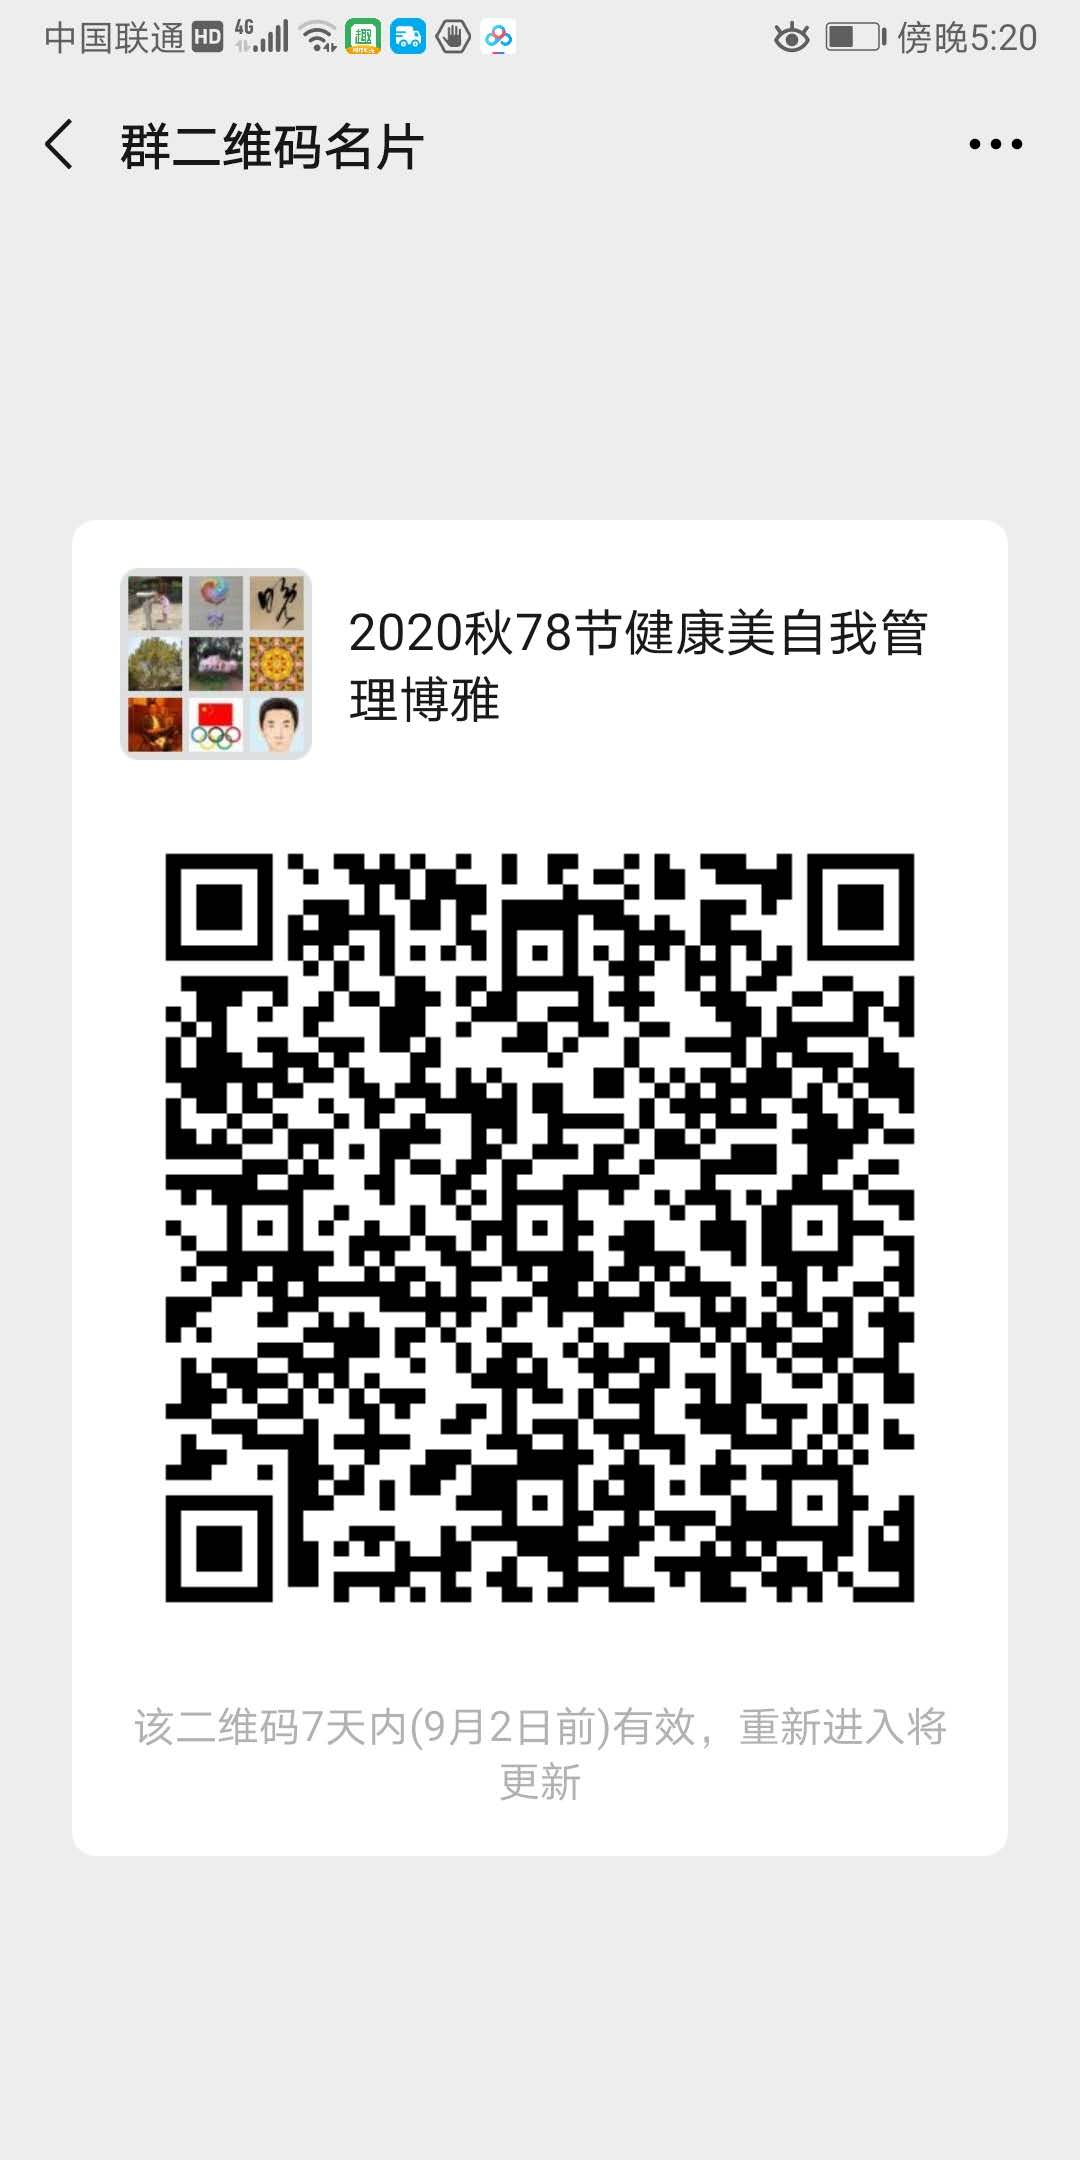 中国联通 HD 4G 趣 傍晚5:20
群二维码名片
2020秋78节健康美自我管
理博雅
该二维码7天内(9月2日前)有效，重新进入将
更新